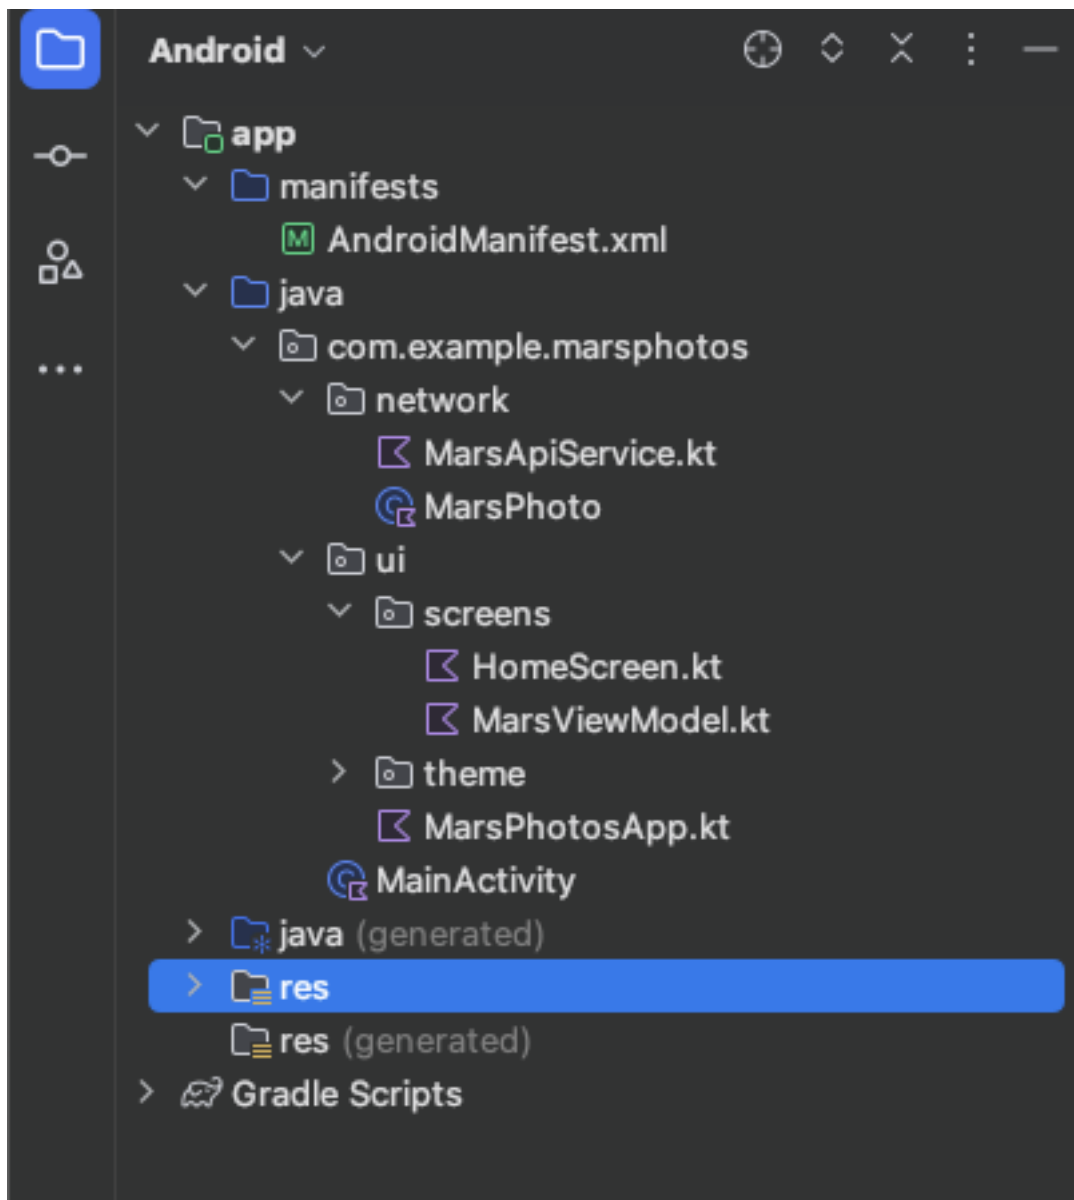 Android
app
manifests
AndroidManifest.xml
java
com.example.marsphotos
network
MarsApiService.kt
MarsPhoto
ui
screens
HomeScreen.kt
MarsViewModel.kt
theme
MarsPhotosApp.kt
MainActivity
java (generated)
res
res (generated)
Gradle Scripts